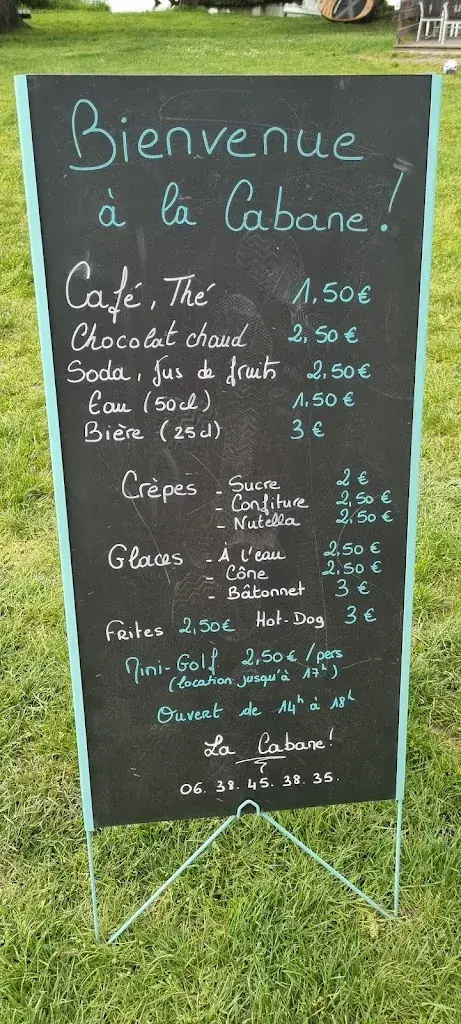 Bienvenue
à la Cabane !
Café, Thé 1,50 €
Chocolat chaud 2,50 €
Soda, Jus de fruits 2,50 €
Eau (50cl) 1,50 €
Bière (25cl) 3 €
Crèpes - Sucre 2 €
- Confiture 2,50 €
- Nutella 2,50 €
Glaces - À l'eau 2,50 €
- Cône 2,50 €
- Bâtonnet 3 €
Frites 2,50€ Hot-Dog 3 €
Mini-Golf 2,50 € /pers
(location jusqu'à 17h)
Ouvert de 14h à 18h
La Cabane!
06. 38. 45. 38. 35.